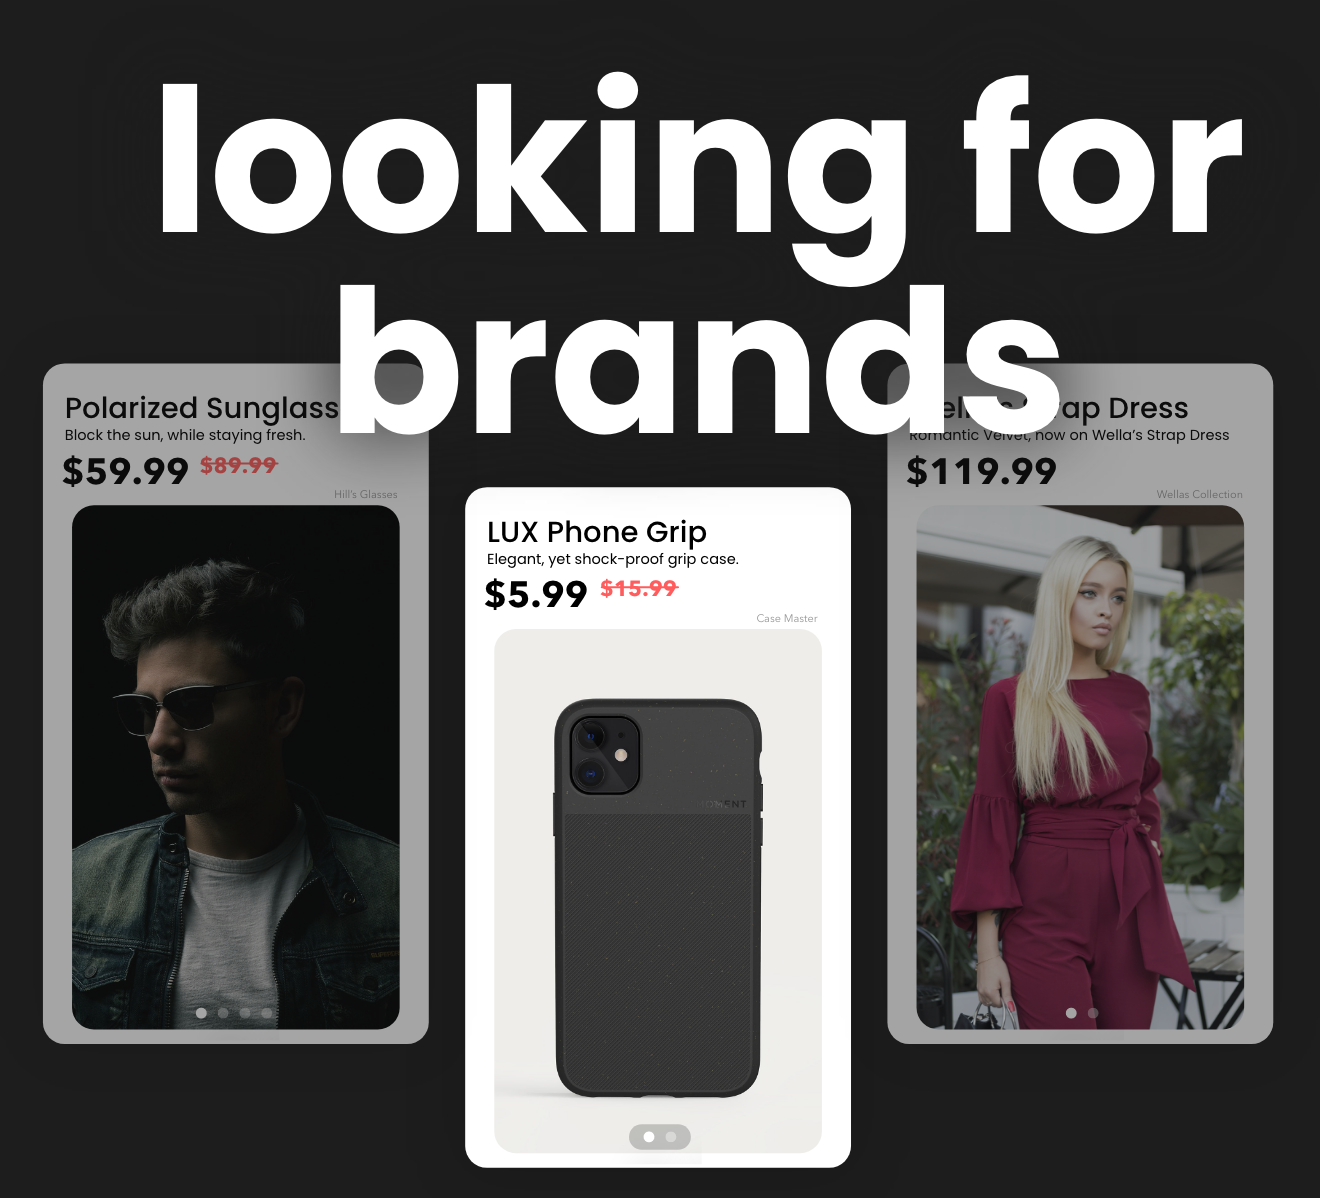 looking for
brands
Polarized Sunglass
Block the sun, while staying fresh.
$59.99 $89.99
Hill's Glasses
LUX Phone Grip
Elegant, yet shock-proof grip case.
$5.99 $15.99
Case Master
Strap Dress
Romantic Velvet, now on Wella's Strap Dress
$119.99
Wellas Collection